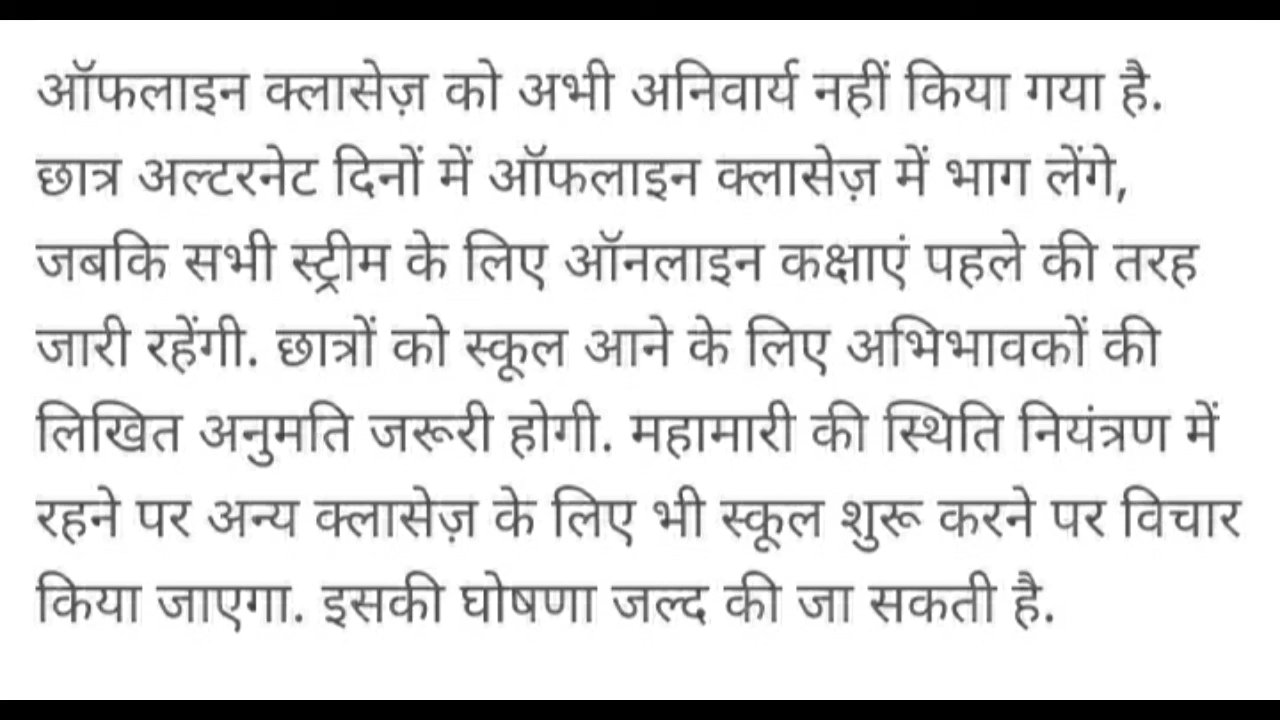 ऑफलाइन क्लासेज़ को अभी अनिवार्य नहीं किया गया है.
छात्र अल्टरनेट दिनों में ऑफलाइन क्लासेज़ में भाग लेंगे,
जबकि सभी स्ट्रीम के लिए ऑनलाइन कक्षाएं पहले की तरह
जारी रहेंगी. छात्रों को स्कूल आने के लिए अभिभावकों की
लिखित अनुमति जरूरी होगी. महामारी की स्थिति नियंत्रण में
रहने पर अन्य क्लासेज़ के लिए भी स्कूल शुरू करने पर विचार
किया जाएगा. इसकी घोषणा जल्द की जा सकती है.